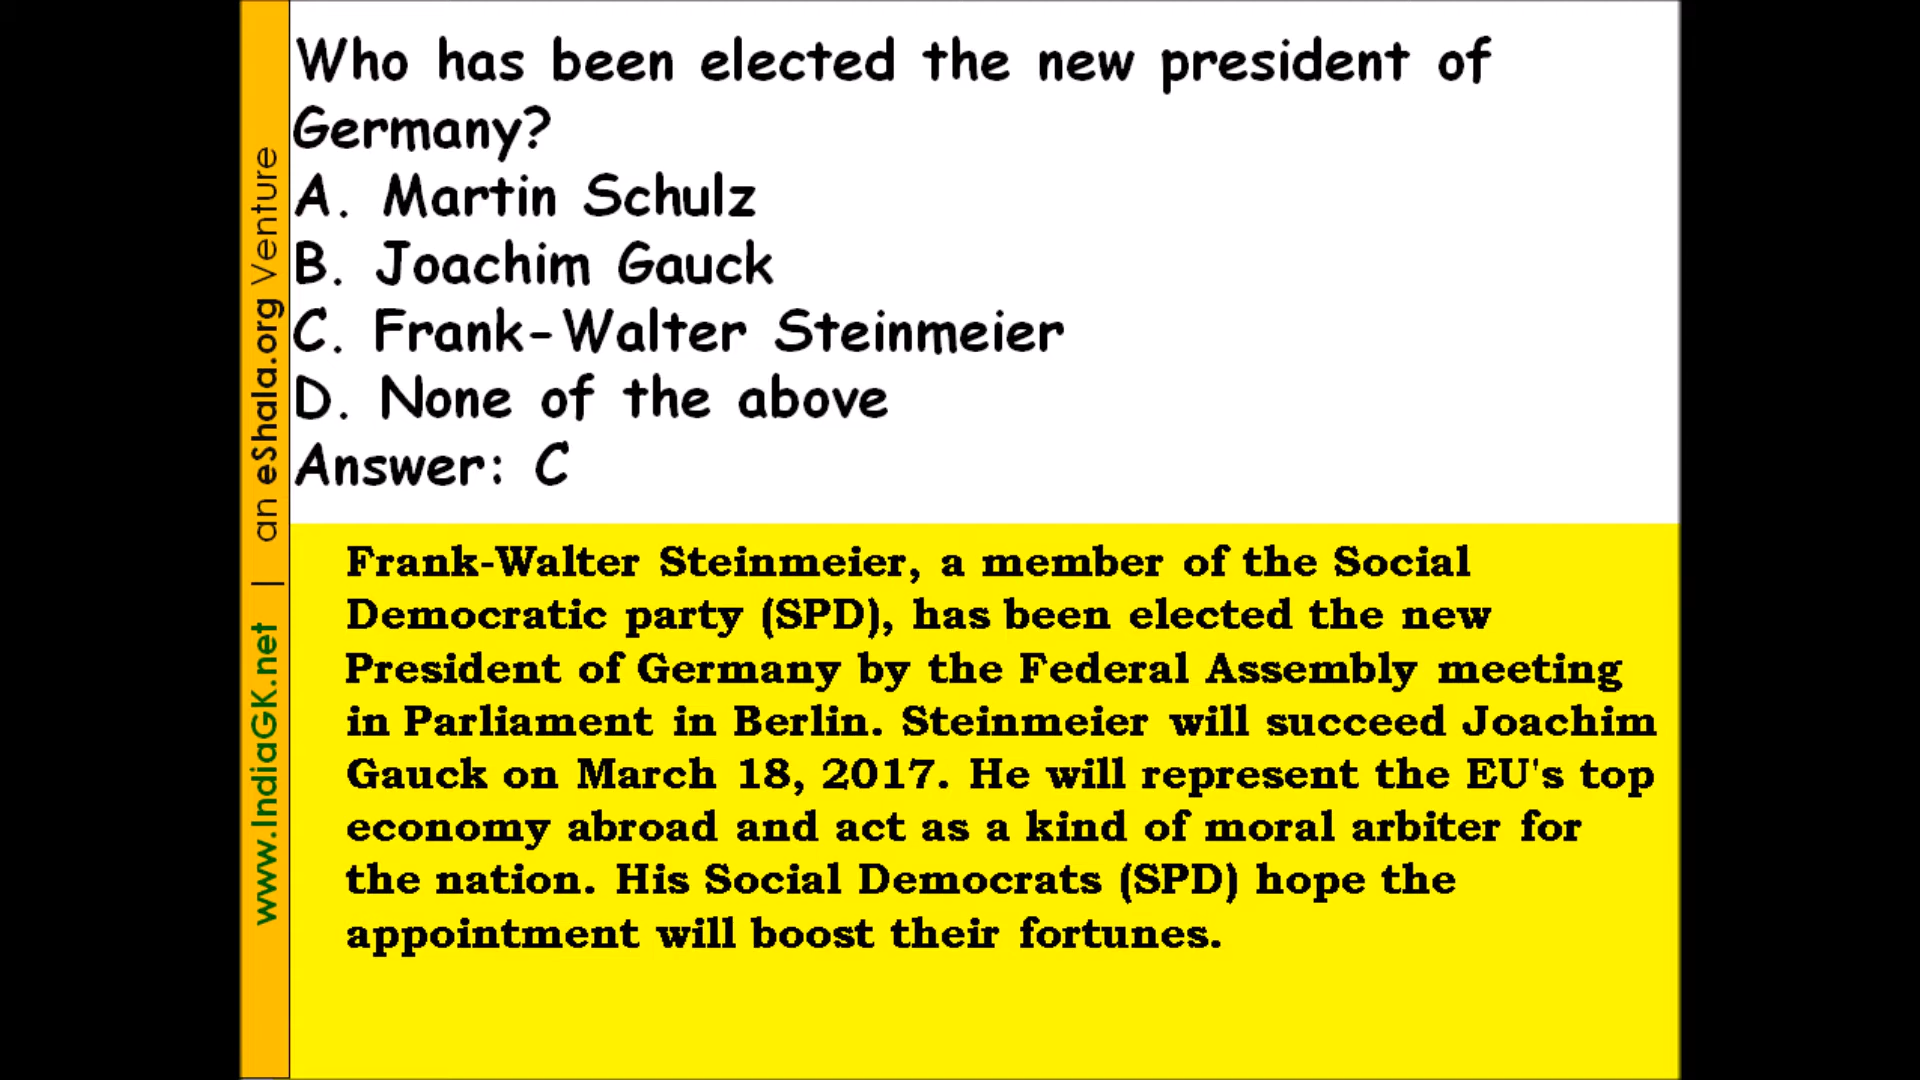 Who has been elected the new president of
Germany?
A. Martin Schulz
B. Joachim Gauck
C. Frank-Walter Steinmeier
D. None of the above
Answer: C
Frank-Walter Steinmeier, a member of the Social
Democratic party (SPD), has been elected the new
President of Germany by the Federal Assembly meeting
in Parliament in Berlin. Steinmeier will succeed Joachim
Gauck on March 18, 2017. He will represent the EU's top
economy abroad and act as a kind of moral arbiter for
the nation. His Social Democrats (SPD) hope the
appointment will boost their fortunes.
www.IndiaGK.net | an eShala.org Venture